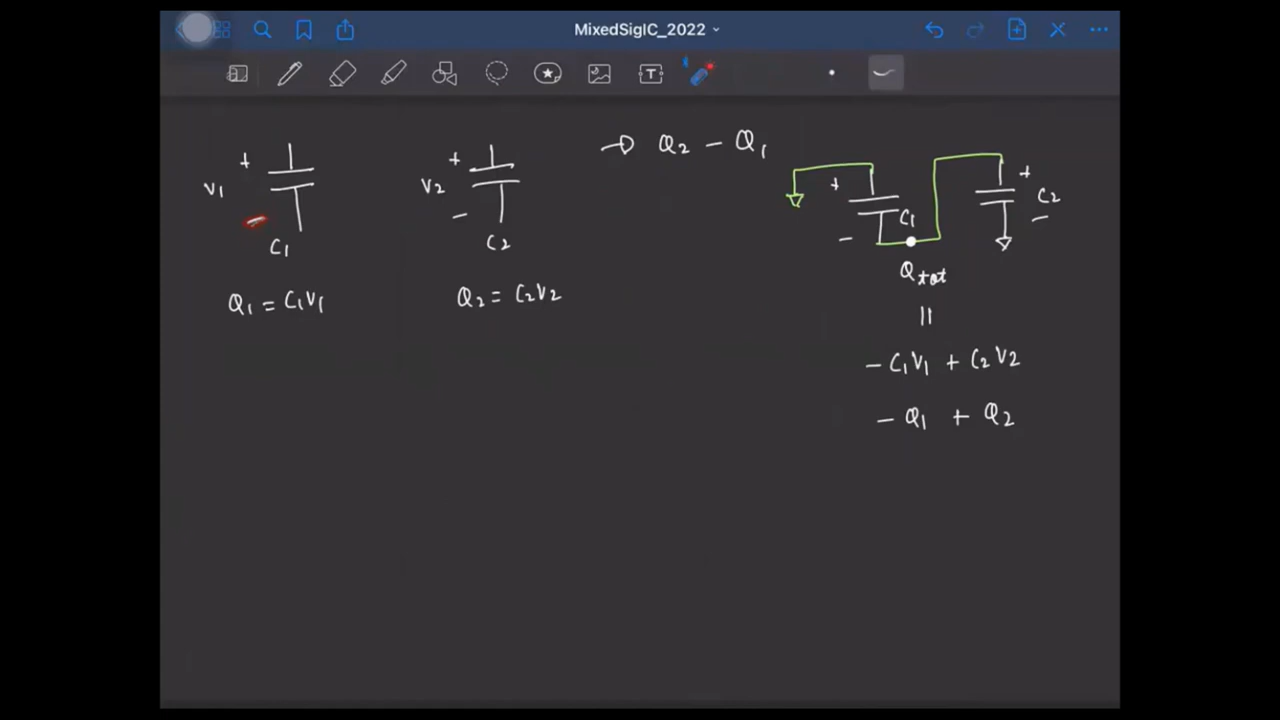 MixedSigIC_2022
T
+ V1 −
C1
Q1 = C1V1
+ V2 −
C2
Q2 = C2V2
→ Q2 − Q1
+ − C1
+ C2 −
Qtot
||
− C1V1 + C2V2
− Q1 + Q2